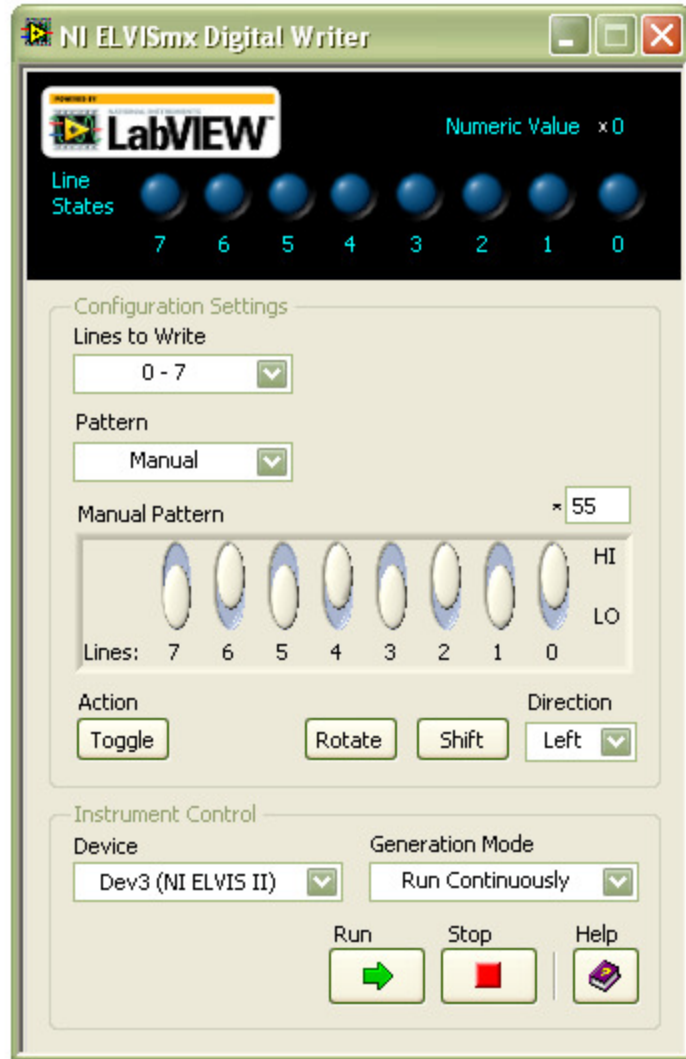 NI ELVISmx Digital Writer
POWERED BY
NATIONAL INSTRUMENTS
LabVIEW™
Numeric Value x 0
Line
States
7 6 5 4 3 2 1 0
Configuration Settings
Lines to Write
0 - 7
Pattern
Manual
Manual Pattern x 55
HI
LO
Lines: 7 6 5 4 3 2 1 0
Action Direction
Toggle Rotate Shift Left
Instrument Control
Device Generation Mode
Dev3 (NI ELVIS II) Run Continuously
Run Stop Help